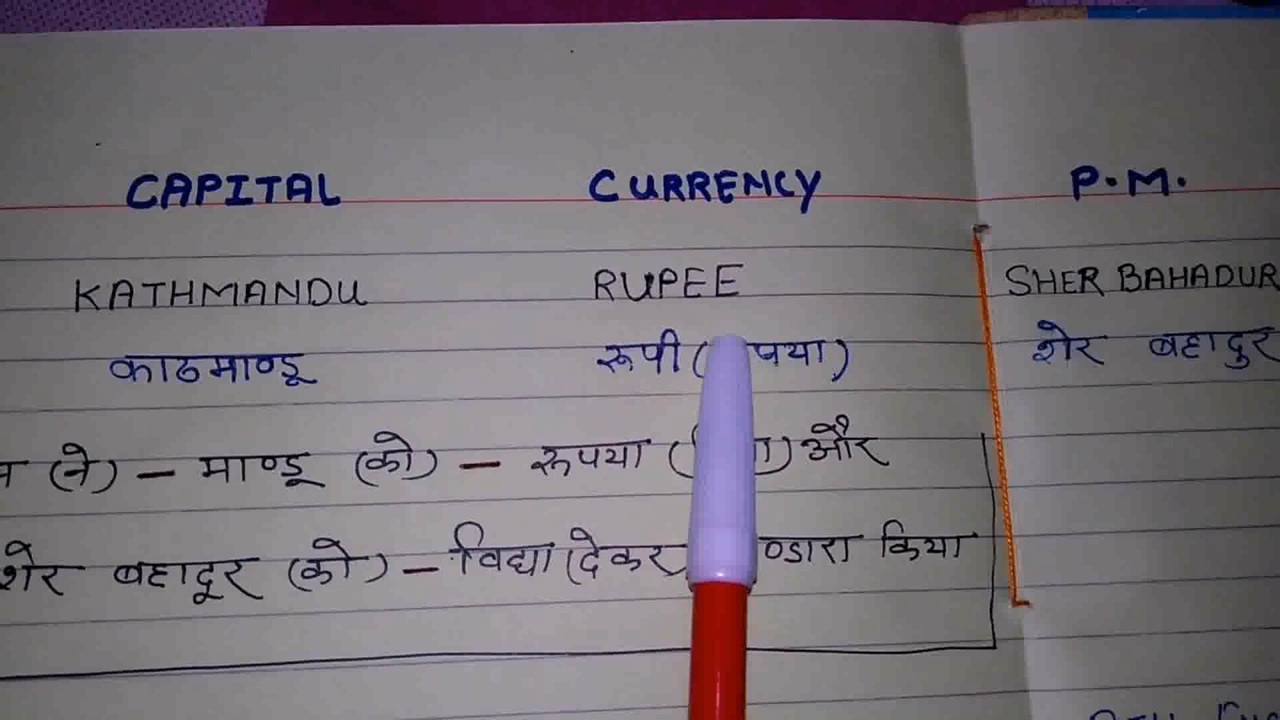 CAPITAL CURRENCY P.M.
KATHMANDU RUPEE SHER BAHADUR
काठमाण्डू रूपी शेर बहादुर
(ने) - माण्डू (को) - रूपया और
शेर बहादूर (को) - विद्या (देकर) किया